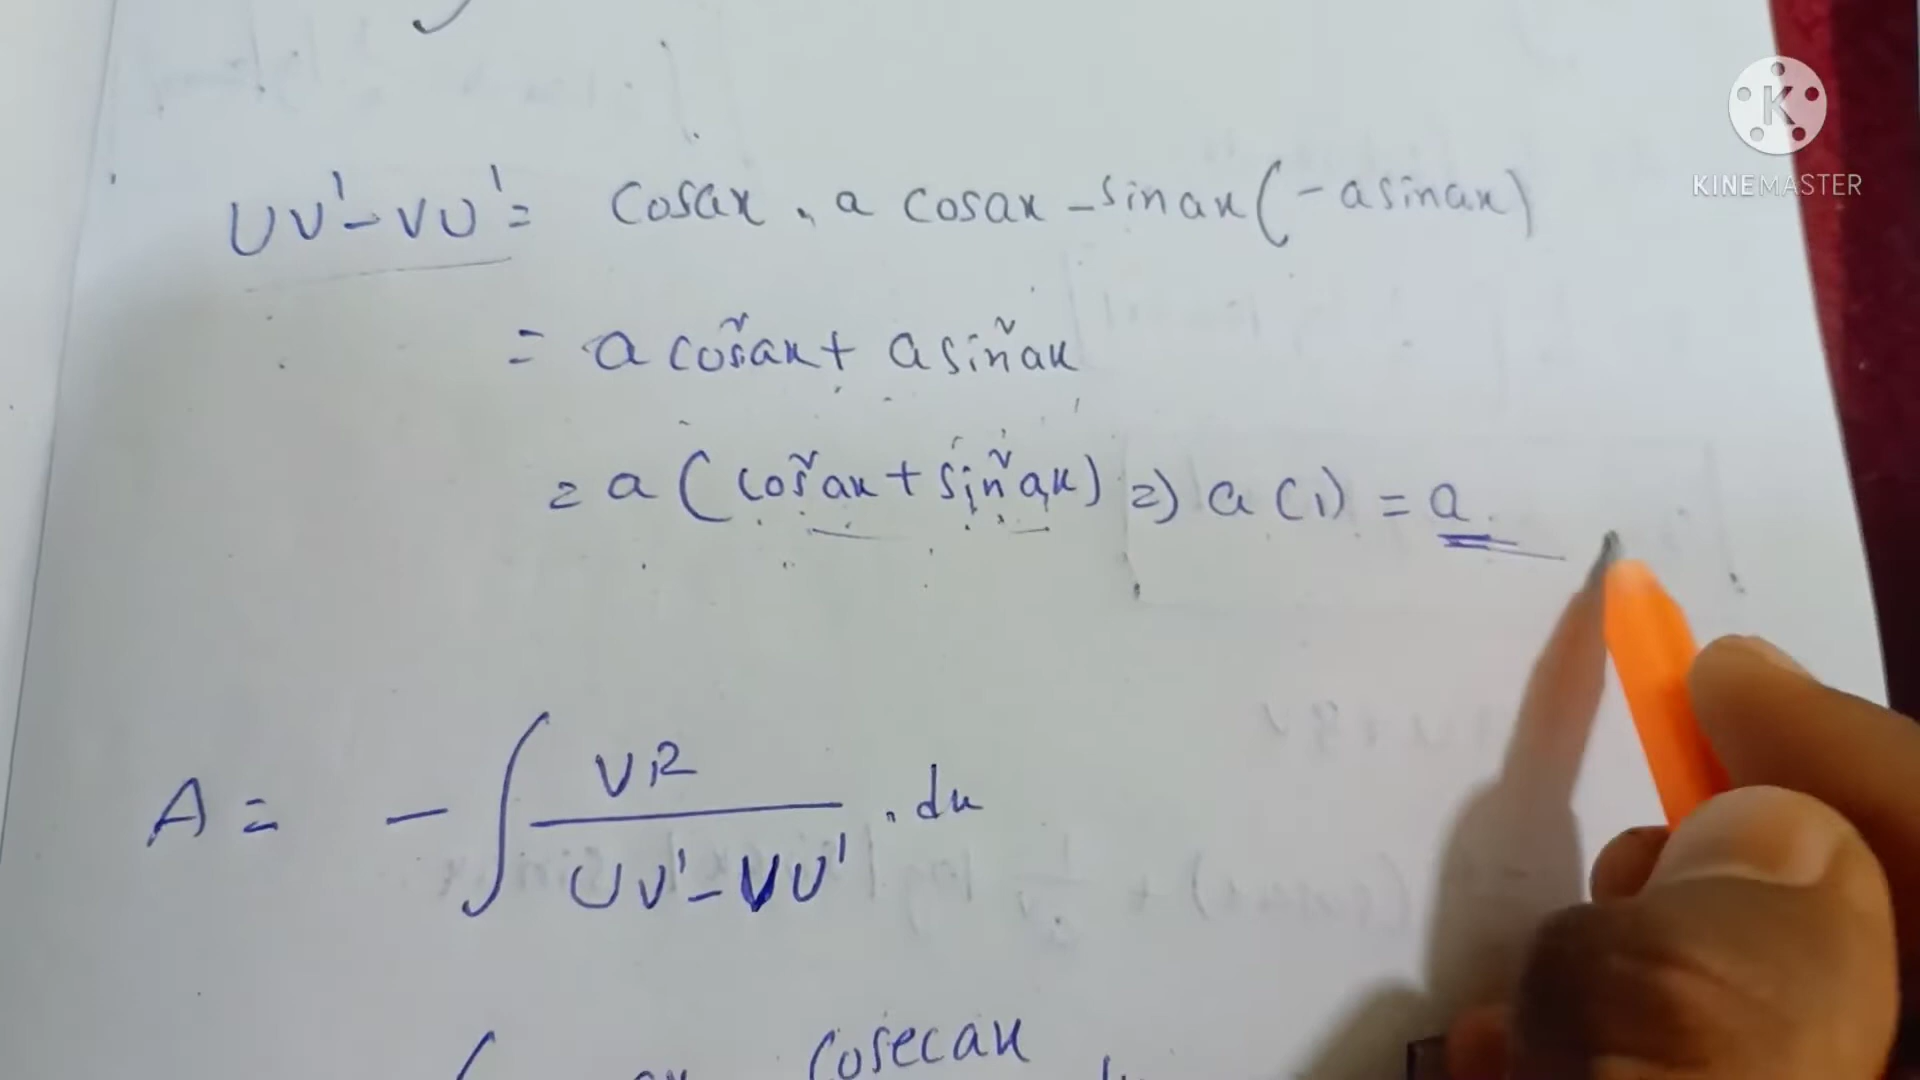 KINEMASTER
UV'-VU' = cosax . a cosax - sinax (-asinax)
= a cos²ax + a sin²ax
= a (cos²ax + sin²ax) => a (1) = a.
A = - ∫ VR / UV'-VU' . dx
cosecax